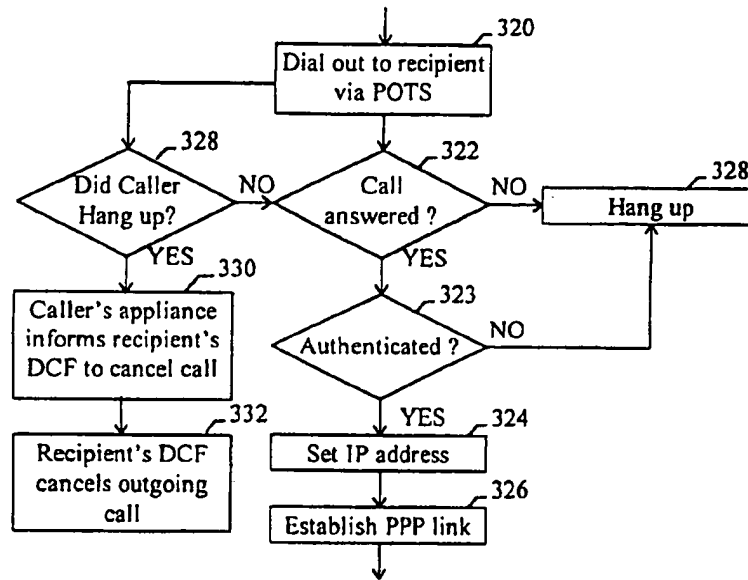 320
Dial out to recipient
via POTS
328
Did Caller
Hang up?
NO
YES
322
Call
answered ?
NO
YES
328
Hang up
330
Caller's appliance
informs recipient's
DCF to cancel call
323
Authenticated ?
NO
YES
332
Recipient's DCF
cancels outgoing
call
324
Set IP address
326
Establish PPP link